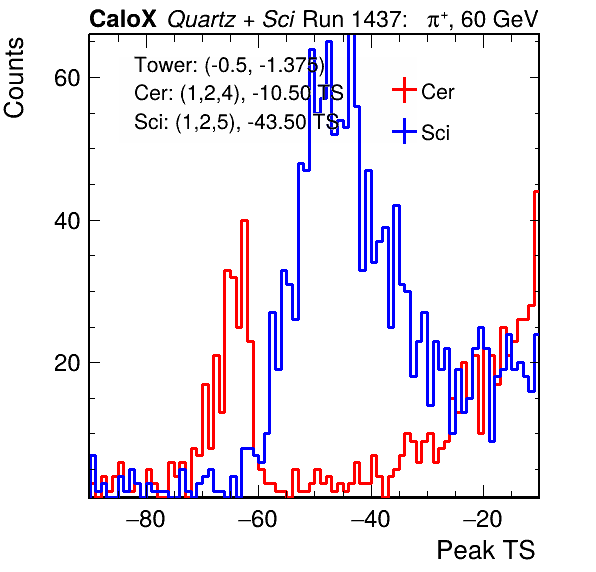 CaloX Quartz + Sci Run 1437: π+, 60 GeV
Counts
Tower: (-0.5, -1.375)
Cer: (1,2,4), -10.50 TS
Sci: (1,2,5), -43.50 TS
Cer
Sci
60
40
20
−80 −60 −40 −20
Peak TS